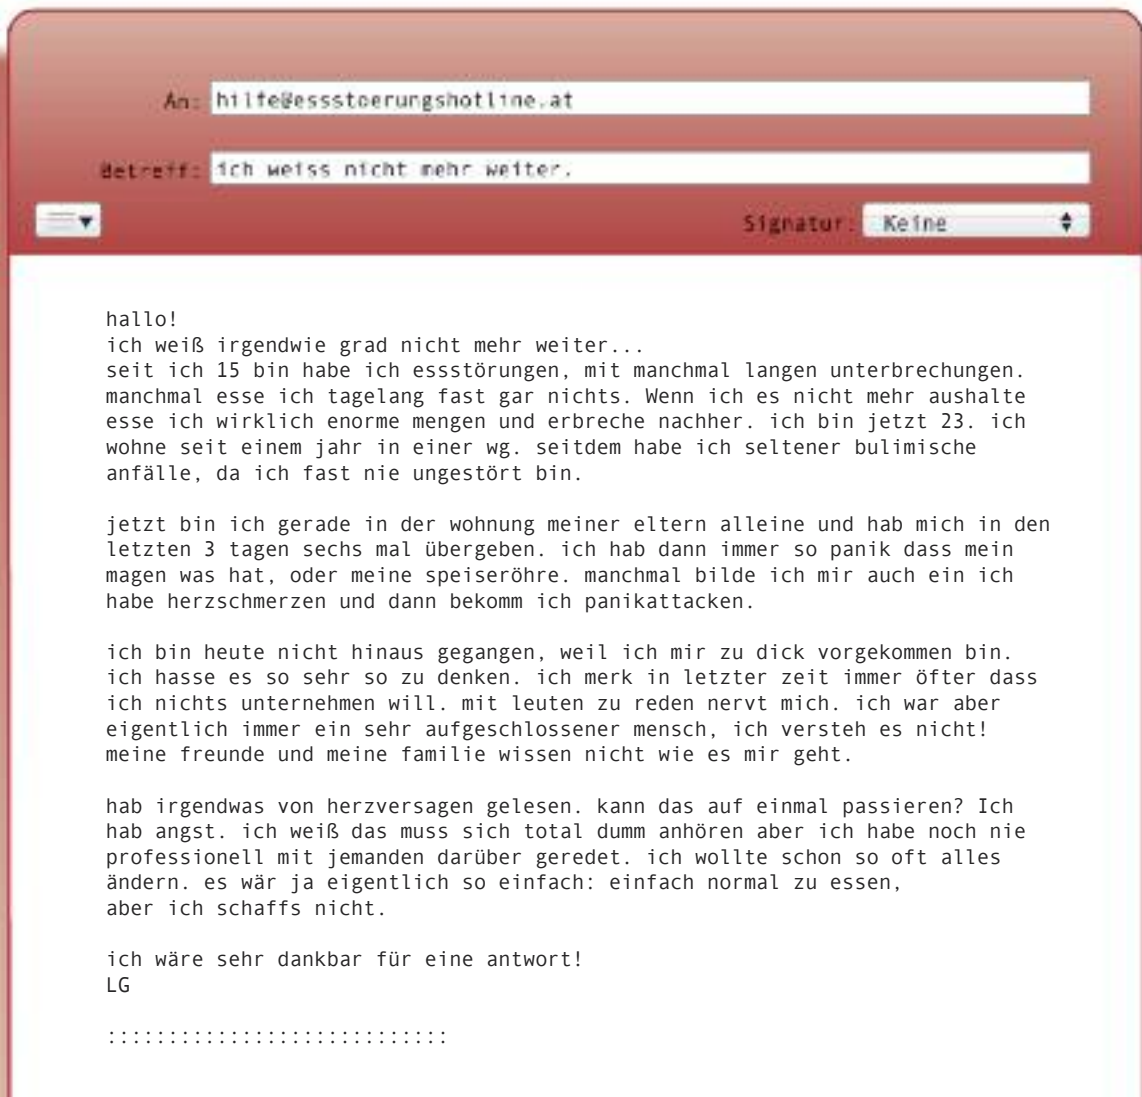 An: hilfe@essstoerungshotline.at
Betreff: ich weiss nicht mehr weiter.
Signatur: Keine
hallo!
ich weiß irgendwie grad nicht mehr weiter...
seit ich 15 bin habe ich essstörungen, mit manchmal langen unterbrechungen.
manchmal esse ich tagelang fast gar nichts. Wenn ich es nicht mehr aushalte
esse ich wirklich enorme mengen und erbreche nachher. ich bin jetzt 23. ich
wohne seit einem jahr in einer wg. seitdem habe ich seltener bulimische
anfälle, da ich fast nie ungestört bin.
jetzt bin ich gerade in der wohnung meiner eltern alleine und hab mich in den
letzten 3 tagen sechs mal übergeben. ich hab dann immer so panik dass mein
magen was hat, oder meine speiseröhre. manchmal bilde ich mir auch ein ich
habe herzschmerzen und dann bekomm ich panikattacken.
ich bin heute nicht hinaus gegangen, weil ich mir zu dick vorgekommen bin.
ich hasse es so sehr so zu denken. ich merk in letzter zeit immer öfter dass
ich nichts unternehmen will. mit leuten zu reden nervt mich. ich war aber
eigentlich immer ein sehr aufgeschlossener mensch, ich versteh es nicht!
meine freunde und meine familie wissen nicht wie es mir geht.
hab irgendwas von herzversagen gelesen. kann das auf einmal passieren? Ich
hab angst. ich weiß das muss sich total dumm anhören aber ich habe noch nie
professionell mit jemanden darüber geredet. ich wollte schon so oft alles
ändern. es wär ja eigentlich so einfach: einfach normal zu essen,
aber ich schaffs nicht.
ich wäre sehr dankbar für eine antwort!
LG
::::::::::::::::::::::::::::